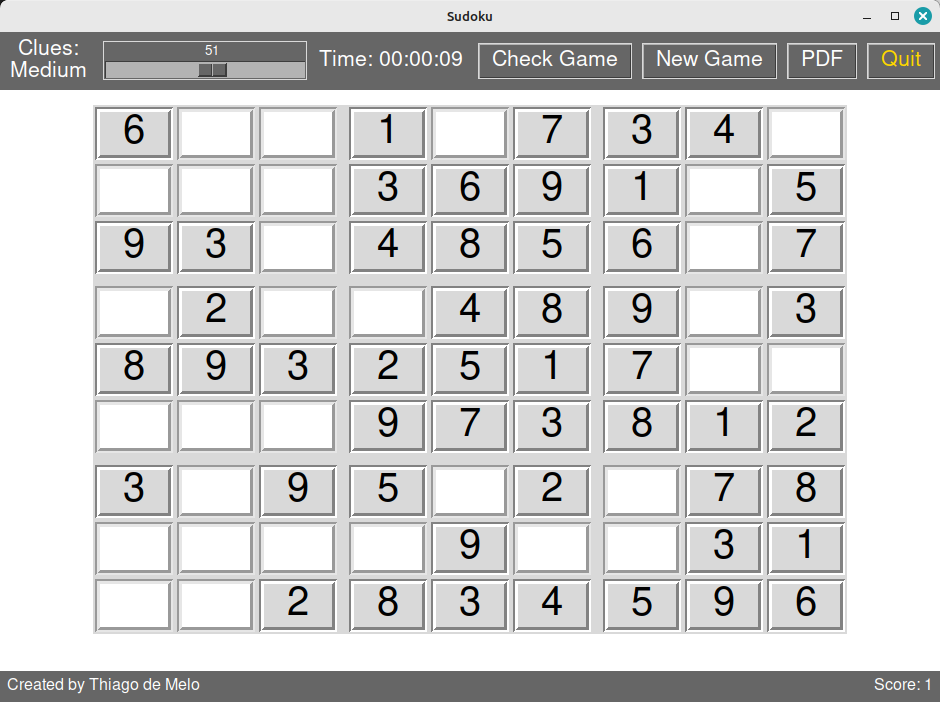 Sudoku
Clues:
Medium
51
Time: 00:00:09
Check Game
New Game
PDF
Quit
6 1 7 3 4
3 6 9 1 5
9 3 4 8 5 6 7
2 4 8 9 3
8 9 3 2 5 1 7
9 7 3 8 1 2
3 9 5 2 7 8
9 3 1
2 8 3 4 5 9 6
Created by Thiago de Melo
Score: 1